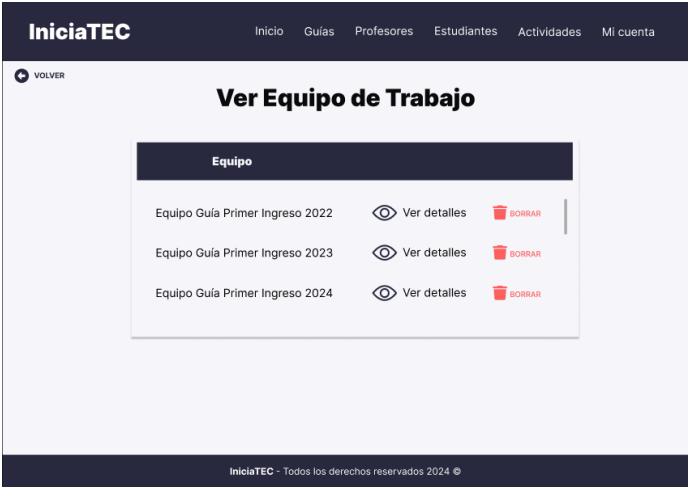 IniciaTEC
Inicio Guías Profesores Estudiantes Actividades Mi cuenta
VOLVER
Ver Equipo de Trabajo
Equipo
Equipo Guía Primer Ingreso 2022 Ver detalles BORRAR
Equipo Guía Primer Ingreso 2023 Ver detalles BORRAR
Equipo Guía Primer Ingreso 2024 Ver detalles BORRAR
IniciaTEC - Todos los derechos reservados 2024 ©